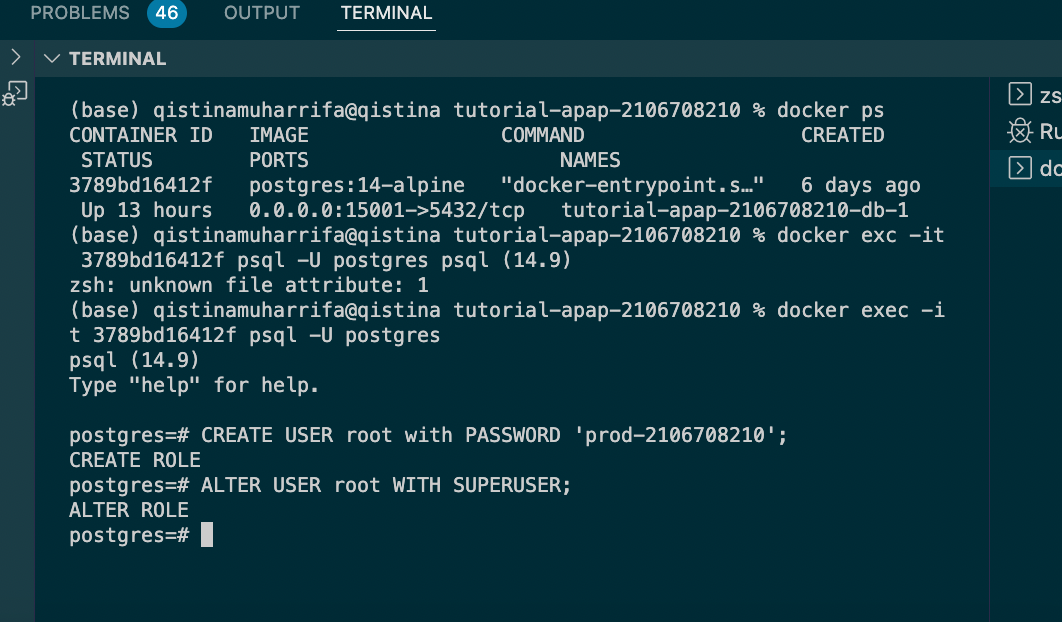 PROBLEMS 46 OUTPUT TERMINAL
TERMINAL
(base) qistinamuharrifa@qistina tutorial-apap-2106708210 % docker ps
CONTAINER ID IMAGE COMMAND CREATED
STATUS PORTS NAMES
3789bd16412f postgres:14-alpine "docker-entrypoint.s…" 6 days ago
Up 13 hours 0.0.0.0:15001->5432/tcp tutorial-apap-2106708210-db-1
(base) qistinamuharrifa@qistina tutorial-apap-2106708210 % docker exc -it
3789bd16412f psql -U postgres psql (14.9)
zsh: unknown file attribute: 1
(base) qistinamuharrifa@qistina tutorial-apap-2106708210 % docker exec -i
t 3789bd16412f psql -U postgres
psql (14.9)
Type "help" for help.
postgres=# CREATE USER root with PASSWORD 'prod-2106708210';
CREATE ROLE
postgres=# ALTER USER root WITH SUPERUSER;
ALTER ROLE
postgres=#
zs
Ru